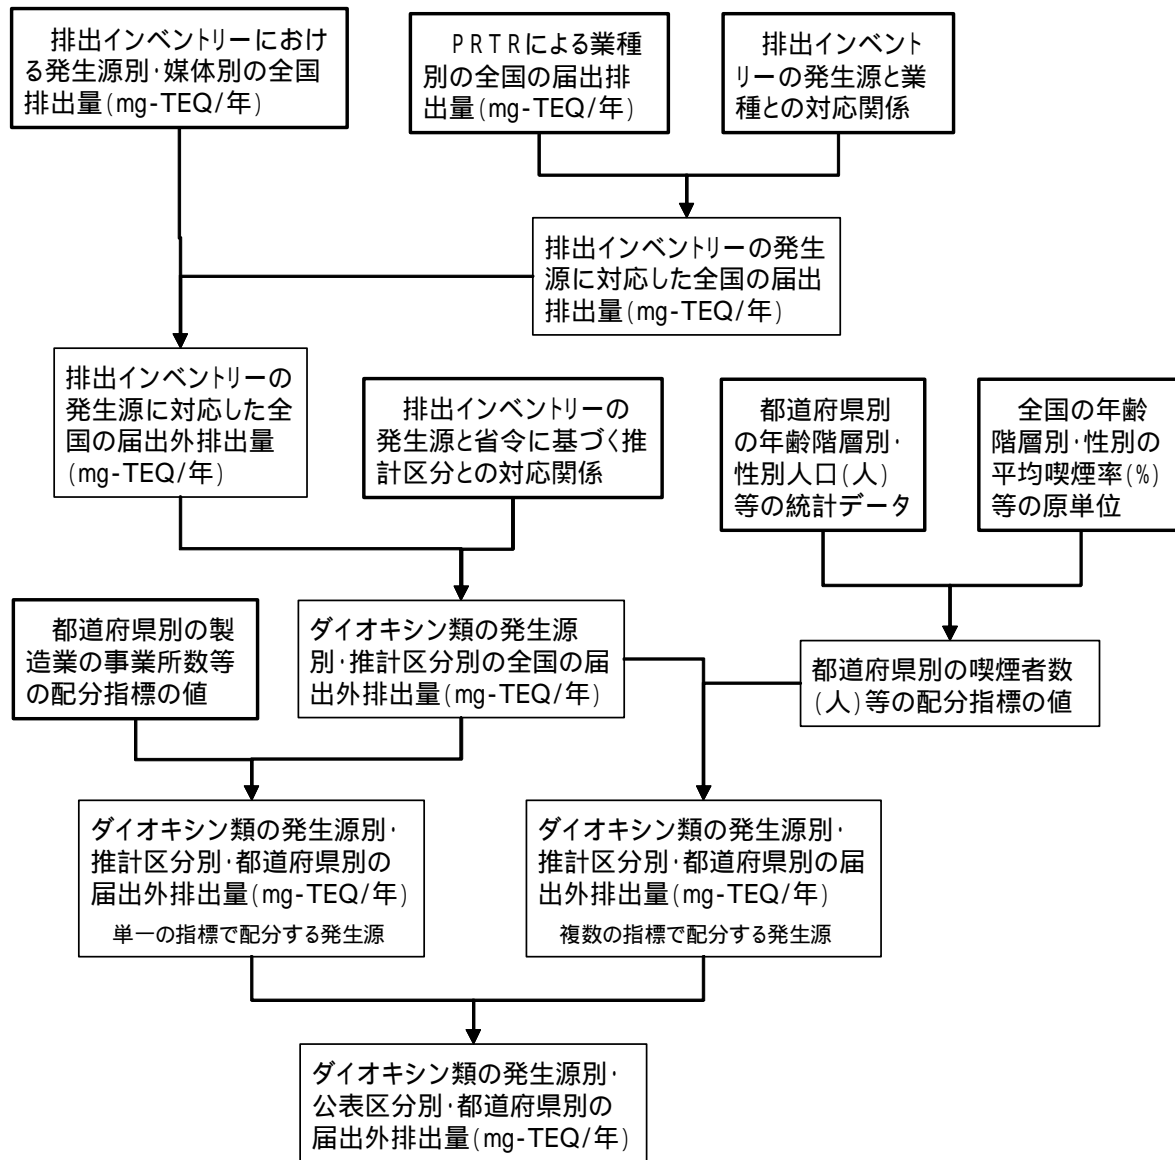 排出インベントリーにおけ
る発生源別・媒体別の全国
排出量(mg-TEQ/年)
PRTRによる業種
別の全国の届出排
出量(mg-TEQ/年)
排出インベント
リーの発生源と業
種との対応関係
排出インベントリーの発生
源に対応した全国の届出
排出量(mg-TEQ/年)
排出インベントリーの
発生源に対応した全
国の届出外排出量
(mg-TEQ/年)
排出インベントリーの
発生源と省令に基づく推
計区分との対応関係
都道府県別
の年齢階層別・
性別人口(人)
等の統計データ
全国の年齢
階層別・性別の
平均喫煙率(%)
等の原単位
都道府県別の製
造業の事業所数等
の配分指標の値
ダイオキシン類の発生源
別・推計区分別の全国の届
出外排出量(mg-TEQ/年)
都道府県別の喫煙者数
(人)等の配分指標の値
ダイオキシン類の発生源別・
推計区分別・都道府県別の
届出外排出量(mg-TEQ/年)
単一の指標で配分する発生源
ダイオキシン類の発生源別・
推計区分別・都道府県別の届
出外排出量(mg-TEQ/年)
複数の指標で配分する発生源
ダイオキシン類の発生源別・
公表区分別・都道府県別の
届出外排出量(mg-TEQ/年)